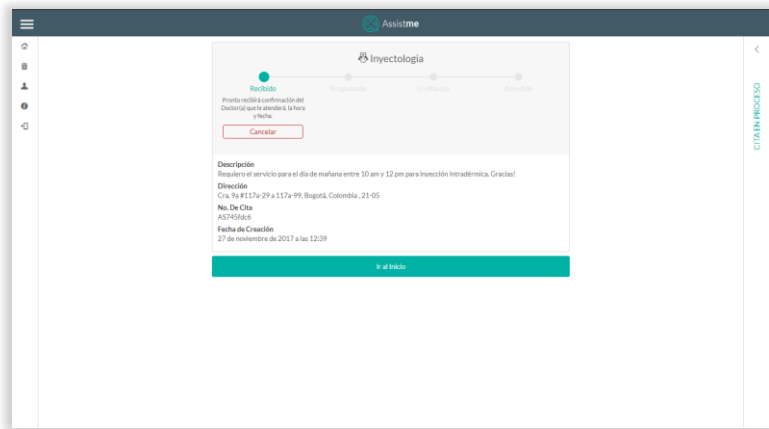 Assistme
Inyectologia
Recibido
Programado
En Marcha
Atendido
Pronto recibirá confirmación del
Doctor(a) que le atenderá, la hora
y fecha.
Cancelar
Descripción
Requiero el servicio para el día de mañana entre 10 am y 12 pm para inyección intradérmica. Gracias!
Dirección
Cra. 9a #117a-29 a 117a-99, Bogotá, Colombia , 21-05
No. De Cita
A5745fdc6
Fecha de Creación
27 de noviembre de 2017 a las 12:39
Ir al Inicio
CITA EN PROCESO